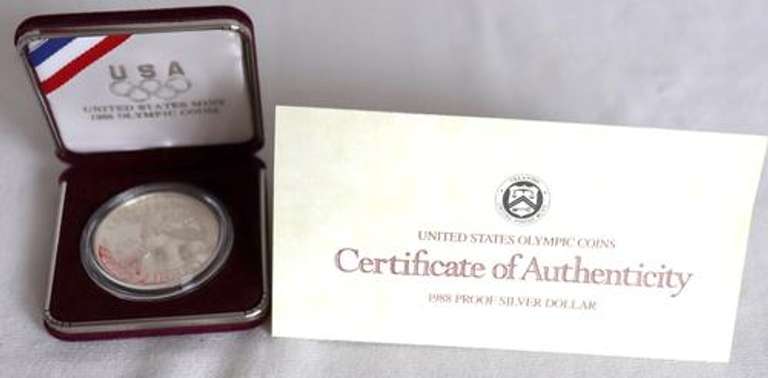 USA
UNITED STATES MINT
1988 OLYMPIC COINS
UNITED STATES OLYMPIC COINS
Certificate of Authenticity
1988 PROOF SILVER DOLLAR